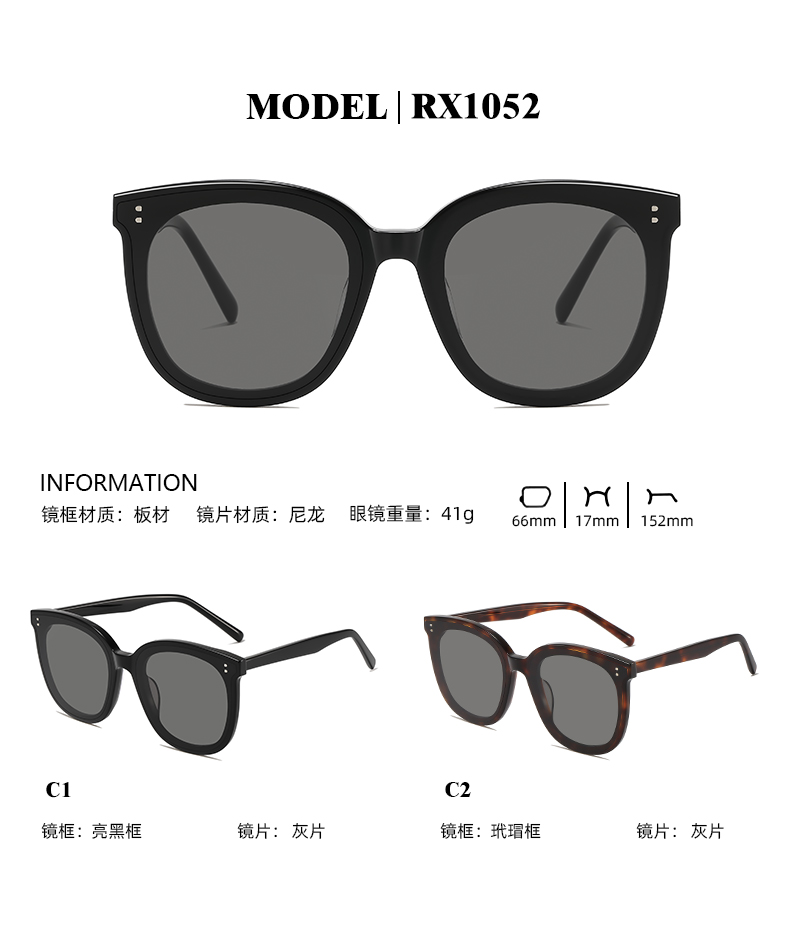 MODEL|RX1052
INFORMATION
镜框材质：板材 镜片材质：尼龙 眼镜重量：41g
66mm 17mm 152mm
C1 C2
镜框：亮黑框 镜片： 灰片 镜框：玳瑁框 镜片： 灰片